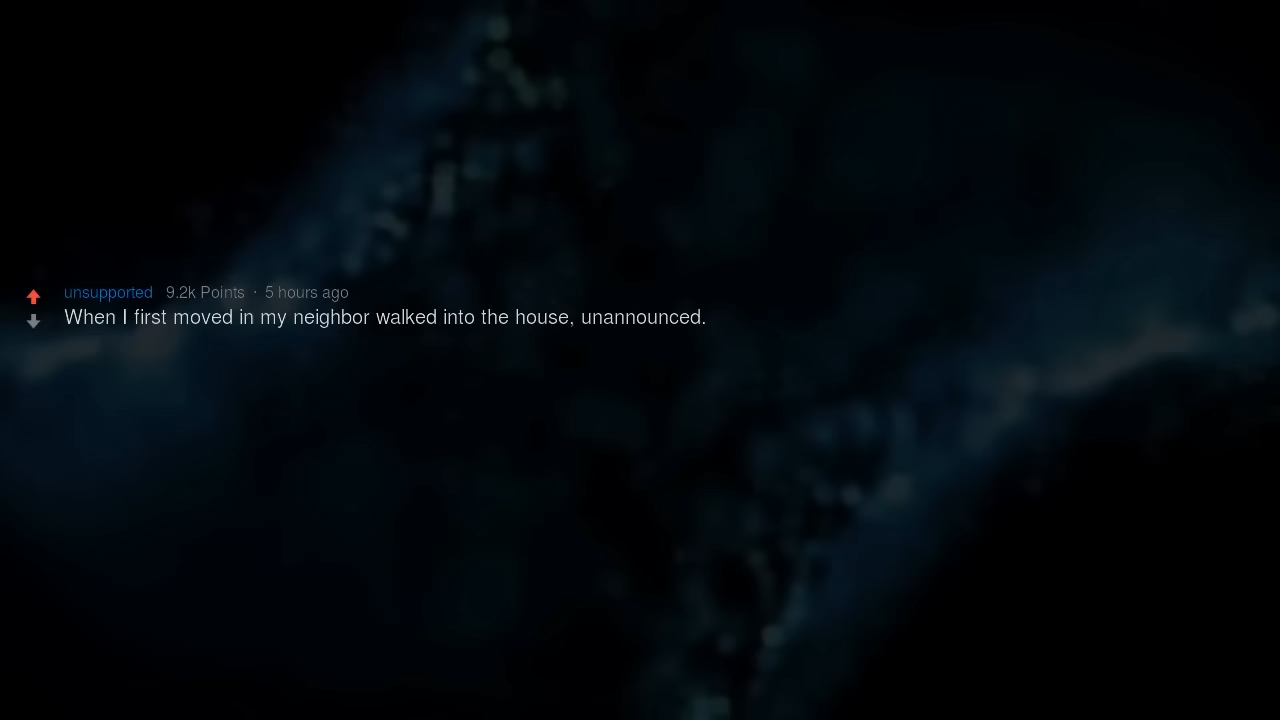 unsupported 9.2k Points · 5 hours ago
When I first moved in my neighbor walked into the house, unannounced.